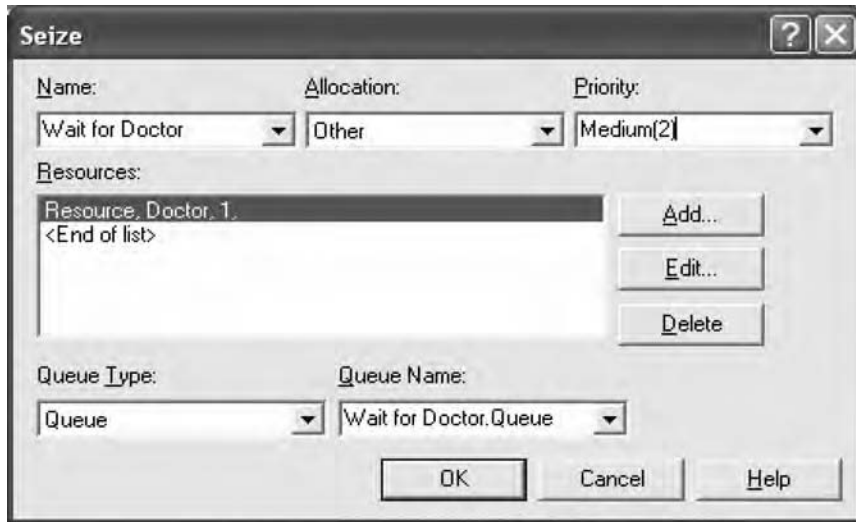 Seize
Name: Allocation: Priority:
Wait for Doctor Other Medium(2)
Resources:
Resource, Doctor, 1,
<End of list>
Add...
Edit...
Delete
Queue Type: Queue Name:
Queue Wait for Doctor.Queue
OK Cancel Help